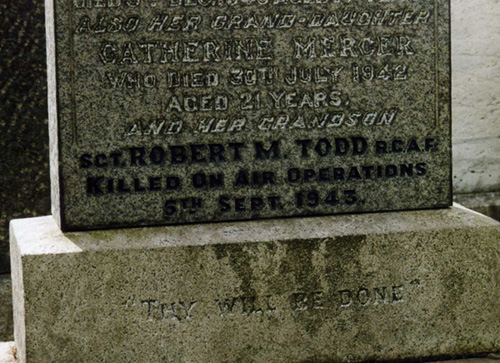 ALSO HER GRAND-DAUGHTER
CATHERINE MERCER
WHO DIED 30TH JULY 1942
AGED 21 YEARS.
AND HER GRANDSON
SGT. ROBERT M. TODD R.C.A.F.
KILLED ON AIR OPERATIONS
6TH SEPT. 1943.
"THY WILL BE DONE"